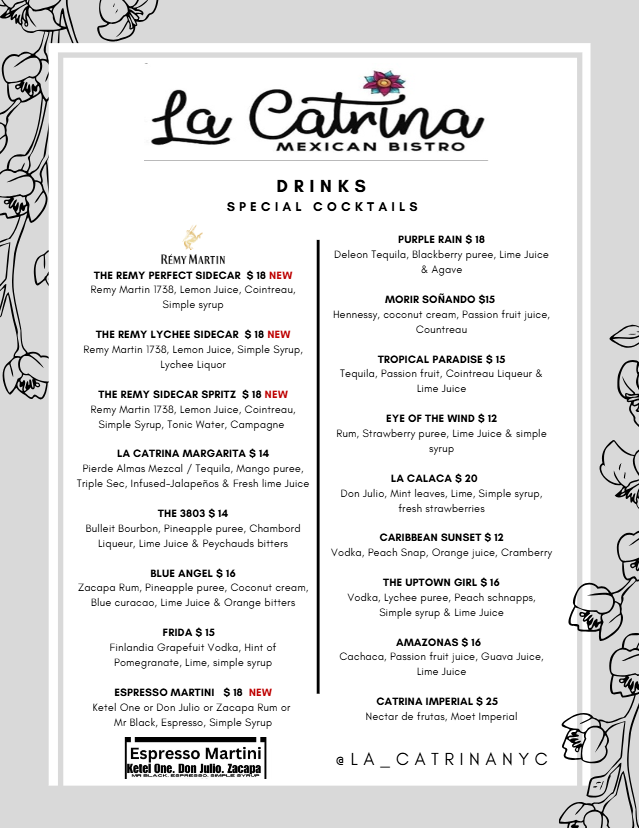 La Catrina
MEXICAN BISTRO
DRINKS
SPECIAL COCKTAILS
RÉMY MARTIN
THE REMY PERFECT SIDECAR $ 18 NEW
Remy Martin 1738, Lemon Juice, Cointreau,
Simple syrup
THE REMY LYCHEE SIDECAR $ 18 NEW
Remy Martin 1738, Lemon Juice, Simple Syrup,
Lychee Liquor
THE REMY SIDECAR SPRITZ $ 18 NEW
Remy Martin 1738, Lemon Juice, Cointreau,
Simple Syrup, Tonic Water, Campagne
LA CATRINA MARGARITA $ 14
Pierde Almas Mezcal / Tequila, Mango puree,
Triple Sec, Infused-Jalapeños & Fresh lime Juice
THE 3803 $ 14
Bulleit Bourbon, Pineapple puree, Chambord
Liqueur, Lime Juice & Peychauds bitters
BLUE ANGEL $ 16
Zacapa Rum, Pineapple puree, Coconut cream,
Blue curacao, Lime Juice & Orange bitters
FRIDA $ 15
Finlandia Grapefuit Vodka, Hint of
Pomegranate, Lime, simple syrup
ESPRESSO MARTINI $ 18 NEW
Ketel One or Don Julio or Zacapa Rum or
Mr Black, Espresso, Simple Syrup
Espresso Martini
Ketel One. Don Julio. Zacapa
MR BLACK. ESPRESSO. SIMPLE SYRUP
PURPLE RAIN $ 18
Deleon Tequila, Blackberry puree, Lime Juice
& Agave
MORIR SOÑANDO $15
Hennessy, coconut cream, Passion fruit juice,
Countreau
TROPICAL PARADISE $ 15
Tequila, Passion fruit, Cointreau Liqueur &
Lime Juice
EYE OF THE WIND $ 12
Rum, Strawberry puree, Lime Juice & simple
syrup
LA CALACA $ 20
Don Julio, Mint leaves, Lime, Simple syrup,
fresh strawberries
CARIBBEAN SUNSET $ 12
Vodka, Peach Snap, Orange juice, Cramberry
THE UPTOWN GIRL $ 16
Vodka, Lychee puree, Peach schnapps,
Simple syrup & Lime Juice
AMAZONAS $ 16
Cachaca, Passion fruit juice, Guava Juice,
Lime Juice
CATRINA IMPERIAL $ 25
Nectar de frutas, Moet Imperial
@LA_CATRINANYC